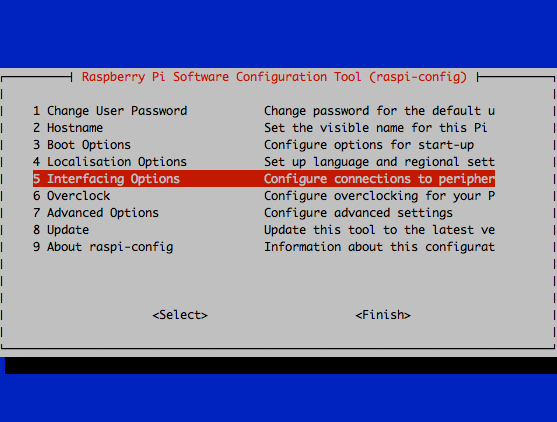 Raspberry Pi Software Configuration Tool (raspi-config)
1 Change User Password Change password for the default u
2 Hostname Set the visible name for this Pi
3 Boot Options Configure options for start-up
4 Localisation Options Set up language and regional sett
5 Interfacing Options Configure connections to peripher
6 Overclock Configure overclocking for your P
7 Advanced Options Configure advanced settings
8 Update Update this tool to the latest ve
9 About raspi-config Information about this configurat
<Select> <Finish>